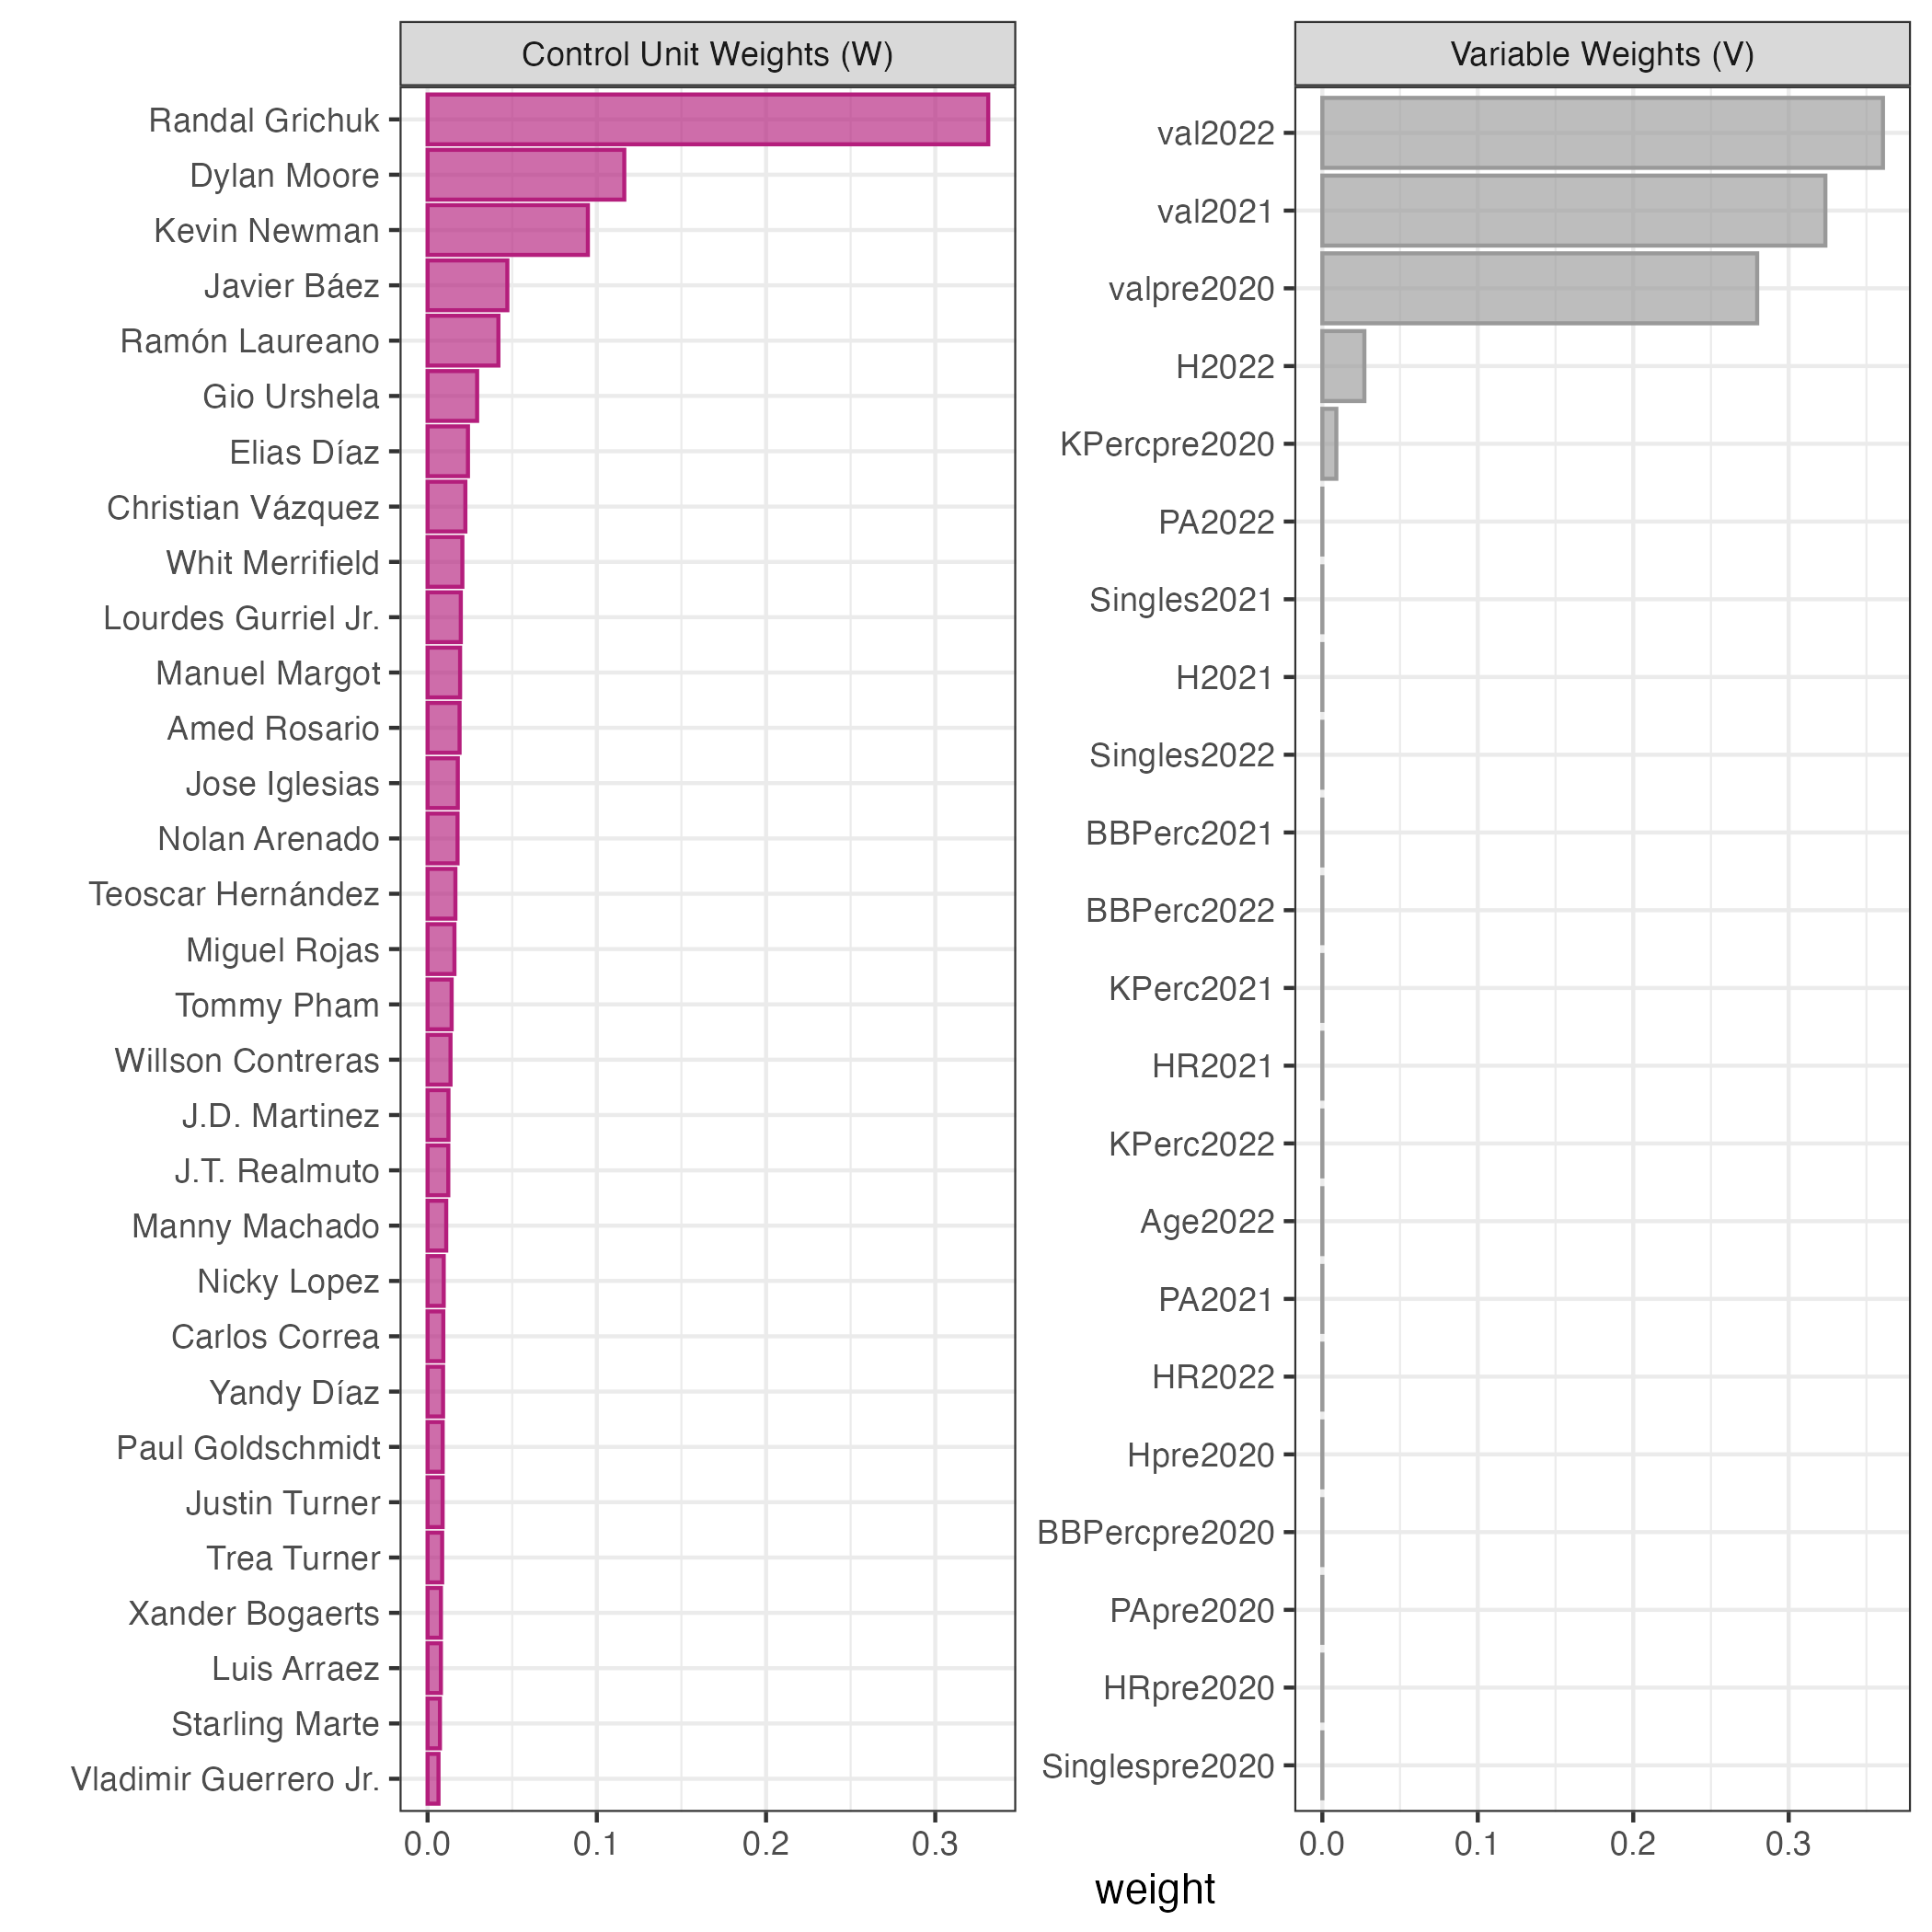 Control Unit Weights (W)
Randal Grichuk
Dylan Moore
Kevin Newman
Javier Báez
Ramón Laureano
Gio Urshela
Elias Díaz
Christian Vázquez
Whit Merrifield
Lourdes Gurriel Jr.
Manuel Margot
Amed Rosario
Jose Iglesias
Nolan Arenado
Teoscar Hernández
Miguel Rojas
Tommy Pham
Willson Contreras
J.D. Martinez
J.T. Realmuto
Manny Machado
Nicky Lopez
Carlos Correa
Yandy Díaz
Paul Goldschmidt
Justin Turner
Trea Turner
Xander Bogaerts
Luis Arraez
Starling Marte
Vladimir Guerrero Jr.
0.0 0.1 0.2 0.3
Variable Weights (V)
val2022
val2021
valpre2020
H2022
KPercpre2020
PA2022
Singles2021
H2021
Singles2022
BBPerc2021
BBPerc2022
KPerc2021
HR2021
KPerc2022
Age2022
PA2021
HR2022
Hpre2020
BBPercpre2020
PApre2020
HRpre2020
Singlespre2020
0.0 0.1 0.2 0.3
weight